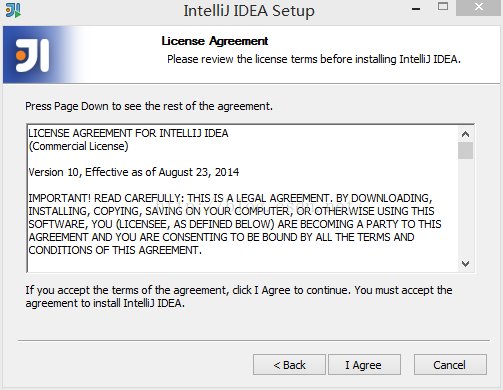 IntelliJ IDEA Setup
License Agreement
Please review the license terms before installing IntelliJ IDEA.
Press Page Down to see the rest of the agreement.
LICENSE AGREEMENT FOR INTELLIJ IDEA
(Commercial License)
Version 10, Effective as of August 23, 2014
IMPORTANT! READ CAREFULLY: THIS IS A LEGAL AGREEMENT. BY DOWNLOADING,
INSTALLING, COPYING, SAVING ON YOUR COMPUTER, OR OTHERWISE USING THIS
SOFTWARE, YOU (LICENSEE, AS DEFINED BELOW) ARE BECOMING A PARTY TO THIS
AGREEMENT AND YOU ARE CONSENTING TO BE BOUND BY ALL THE TERMS AND
CONDITIONS OF THIS AGREEMENT.
If you accept the terms of the agreement, click I Agree to continue. You must accept the
agreement to install IntelliJ IDEA.
< Back
I Agree
Cancel